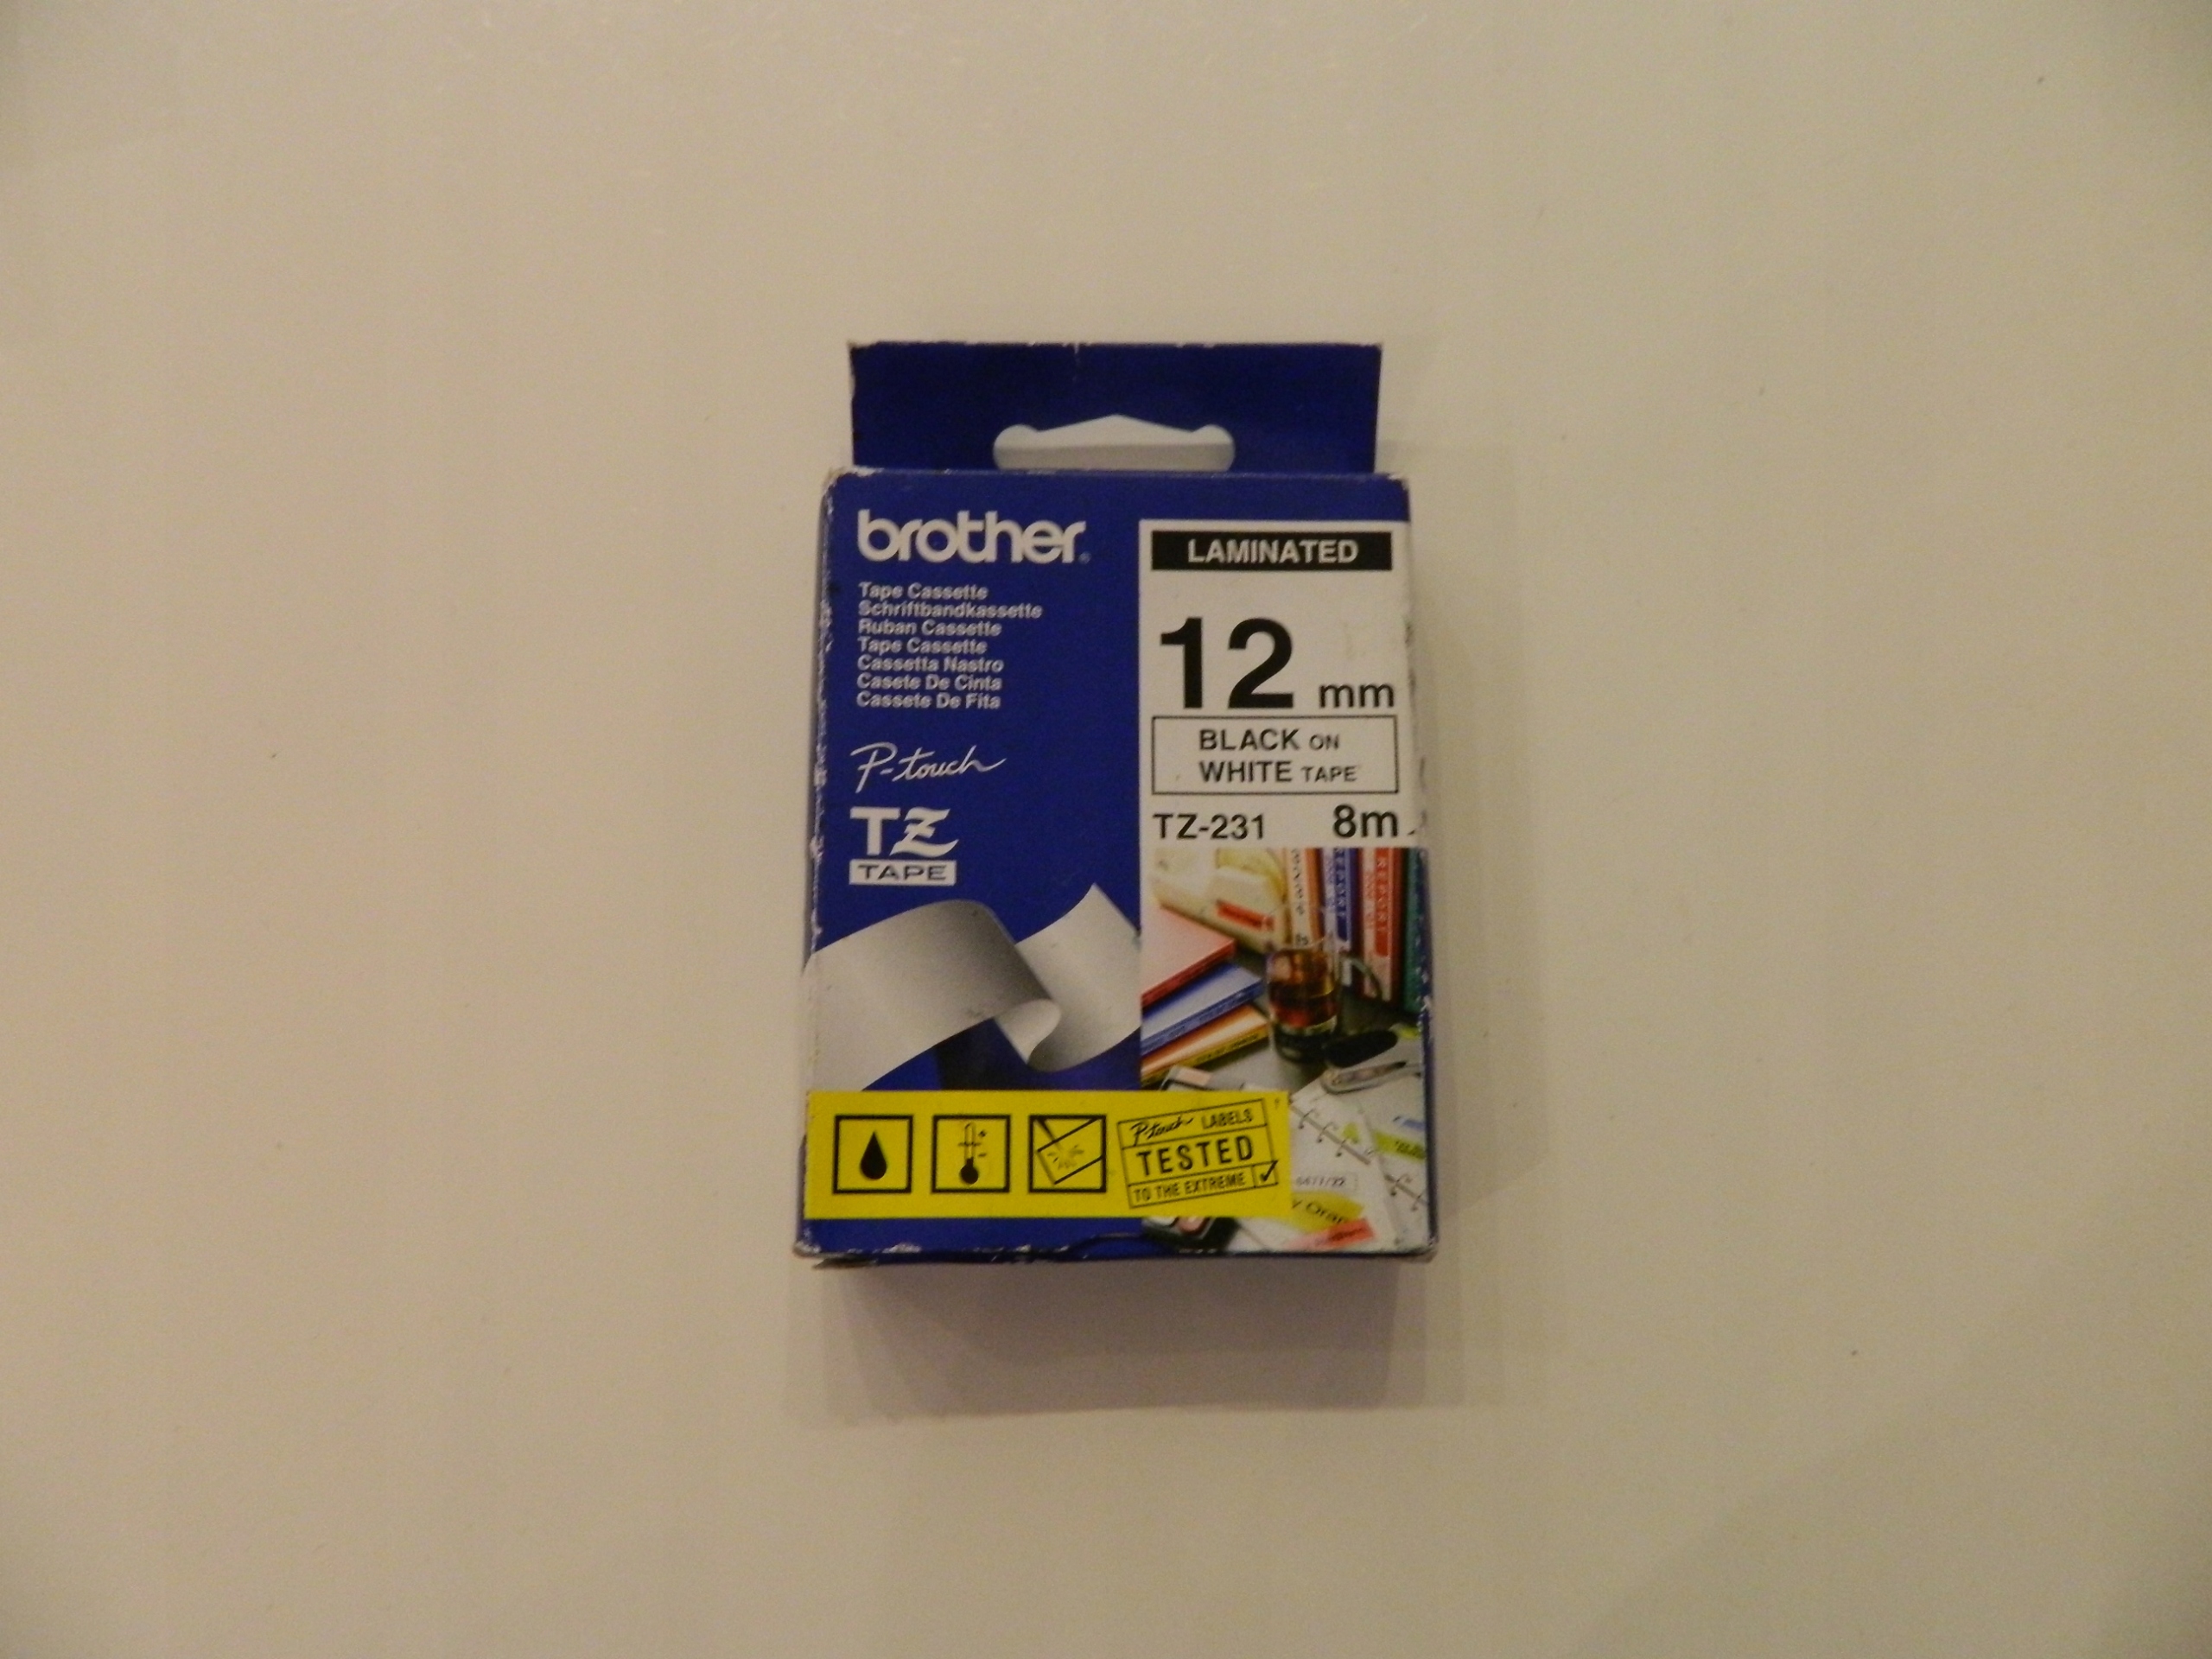 brother
Tape Cassette
Schriftbandkassette
Ruban Cassette
Tape Cassette
Cassetta Nastro
Casete De Cinta
Cassete De Fita
P-touch
TZ
TAPE
LAMINATED
12 mm
BLACK ON
WHITE TAPE
TZ-231 8m
REPORT
P-touch LABELS
TESTED
TO THE EXTREME